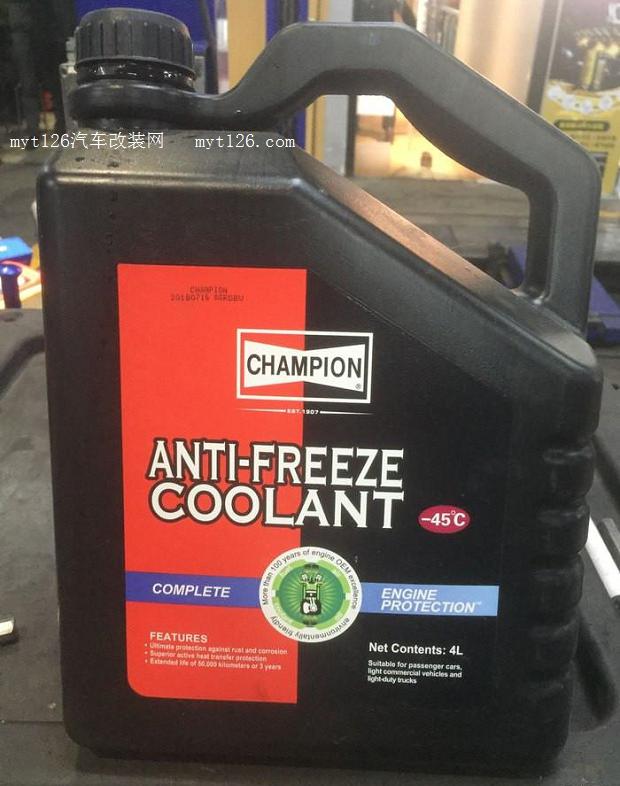 myt126汽车改装网 myt126.com
CHAMPION
CHAMPION
®
EST.1907
ANTI-FREEZE
COOLANT
-45°C
More than 100 years of engine OEM excellence
environmentally friendly
COMPLETE
ENGINE
PROTECTION™
FEATURES
• Ultimate protection against rust and corrosion
• Superior active heat transfer protection
• Extended life of 50,000 kilometers or 3 years
Net Contents: 4L
Suitable for passenger cars,
light commercial vehicles and
light-duty trucks